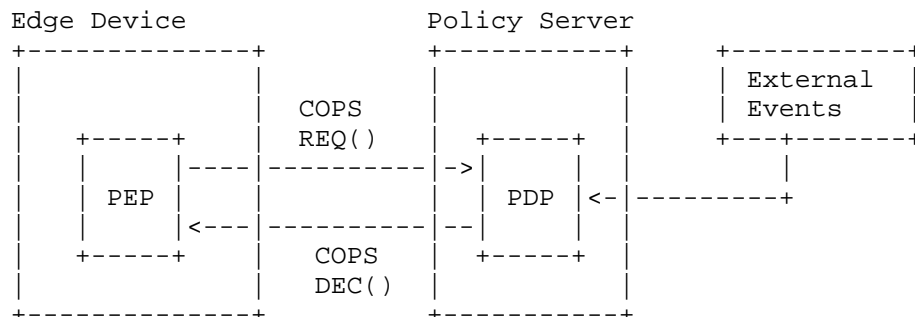 Edge Device Policy Server
External
Events
COPS
REQ()
PEP
PDP
COPS
DEC()